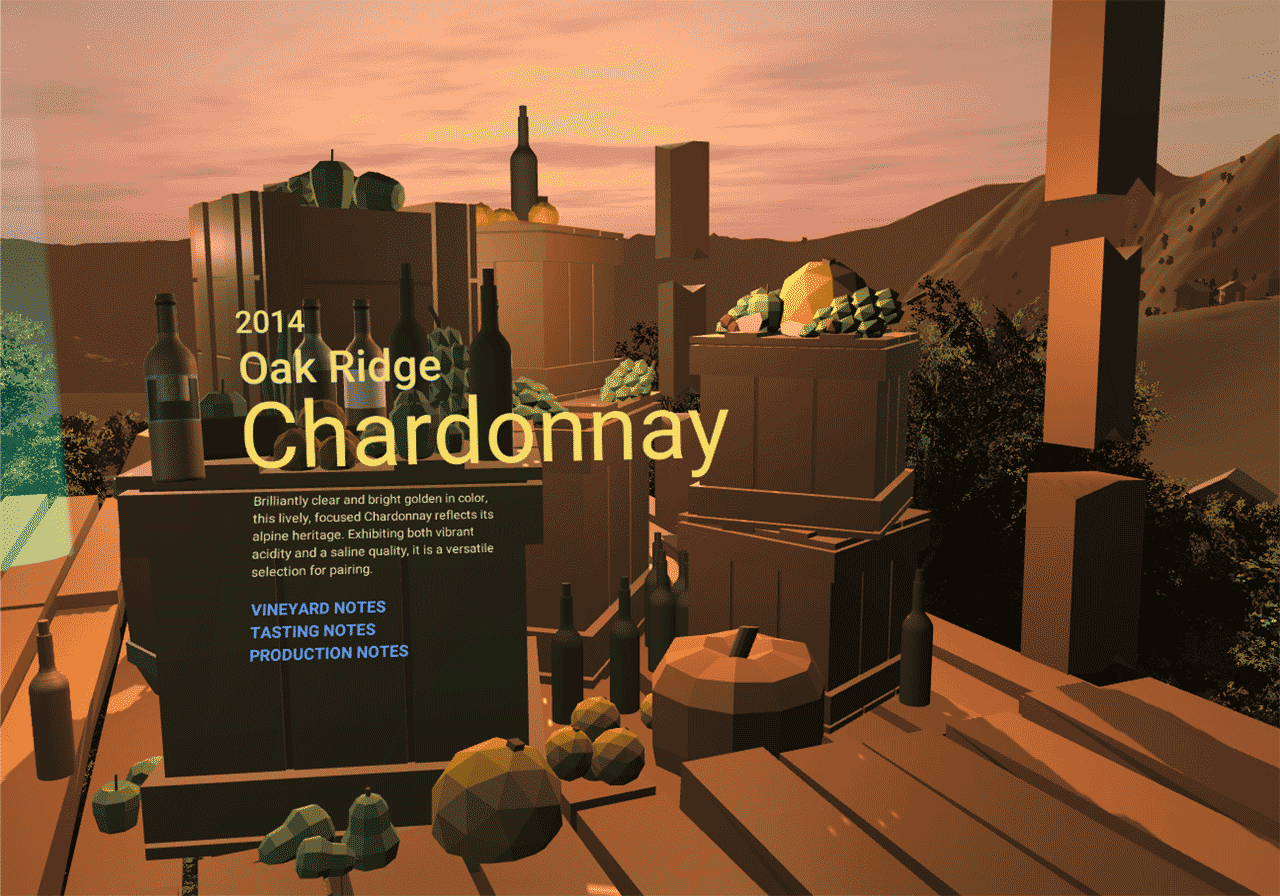 2014
Oak Ridge
Chardonnay
Brilliantly clear and bright golden in color,
this lively, focused Chardonnay reflects its
alpine heritage. Exhibiting both vibrant
acidity and a saline quality, it is a versatile
selection for pairing.
VINEYARD NOTES
TASTING NOTES
PRODUCTION NOTES